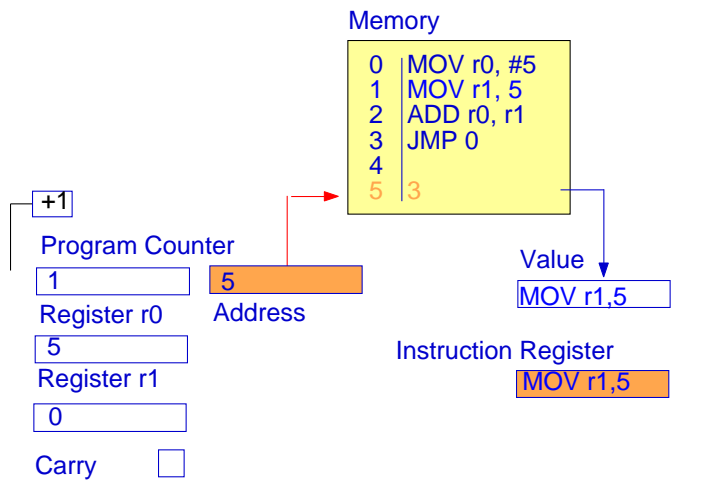 Memory
0 MOV r0, #5
1 MOV r1, 5
2 ADD r0, r1
3 JMP 0
4
5 3
+1
Program Counter
1
5
Address
Value
MOV r1,5
Register r0
5
Instruction Register
MOV r1,5
Register r1
0
Carry